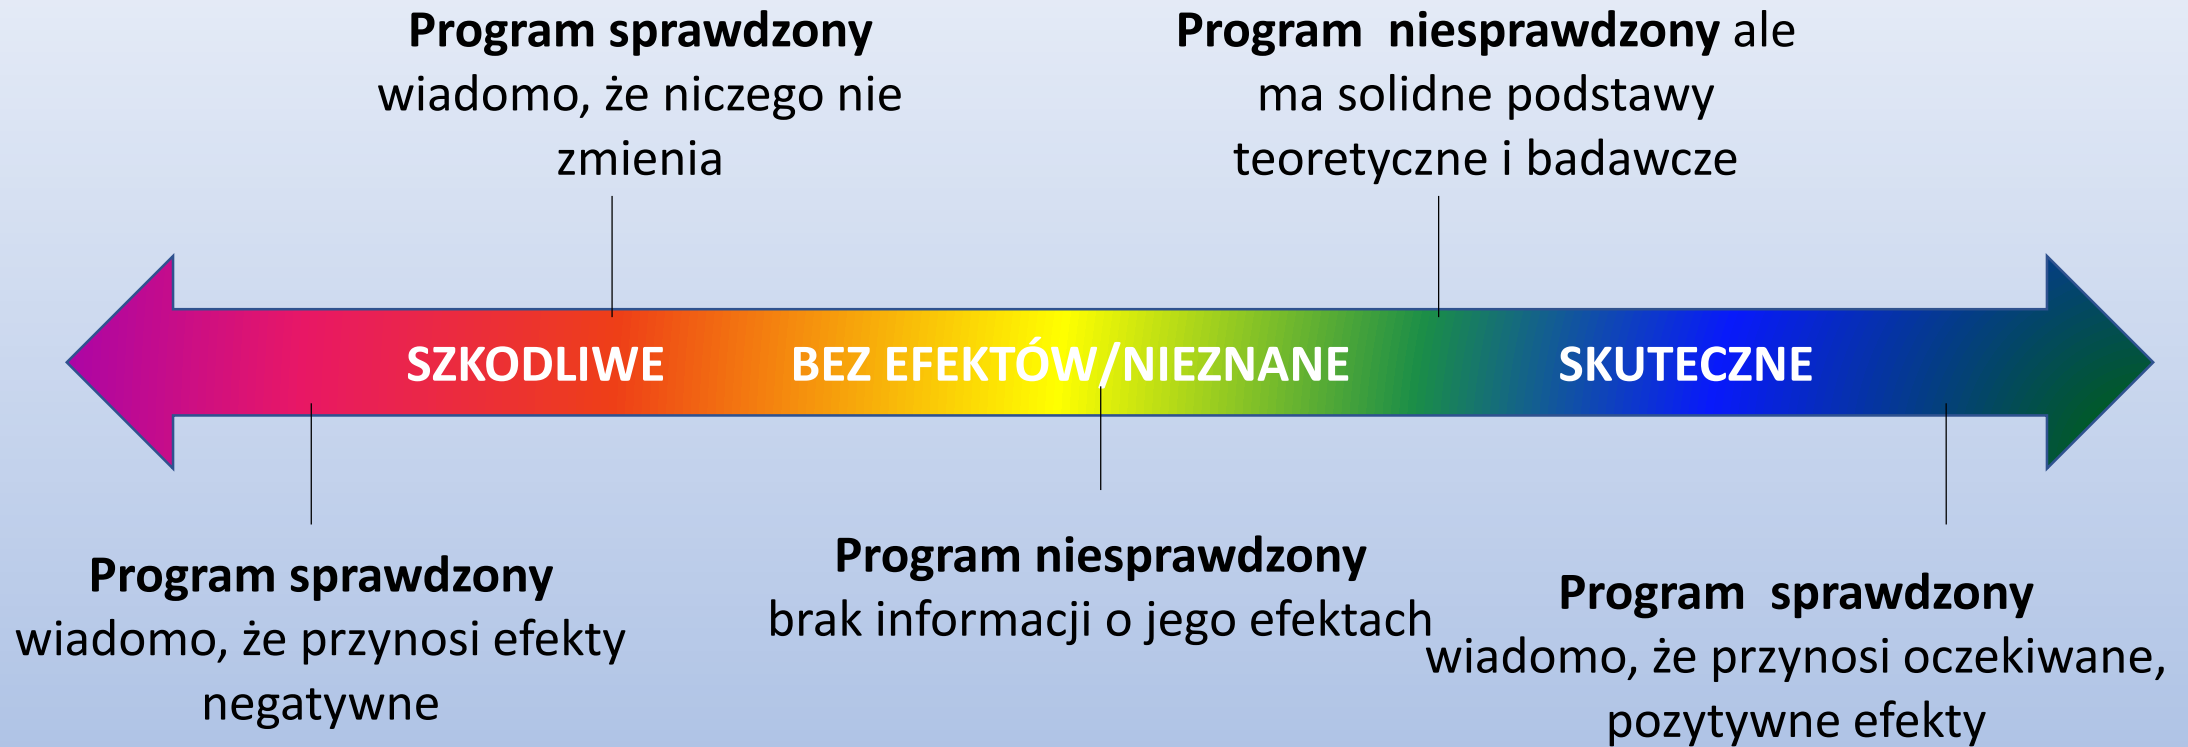 Program sprawdzony
wiadomo, że niczego nie
zmienia
Program niesprawdzony ale
ma solidne podstawy
teoretyczne i badawcze
SZKODLIWE
BEZ EFEKTÓW/NIEZNANE
SKUTECZNE
Program sprawdzony
wiadomo, że przynosi efekty
negatywne
Program niesprawdzony
brak informacji o jego efektach
Program sprawdzony
wiadomo, że przynosi oczekiwane,
pozytywne efekty